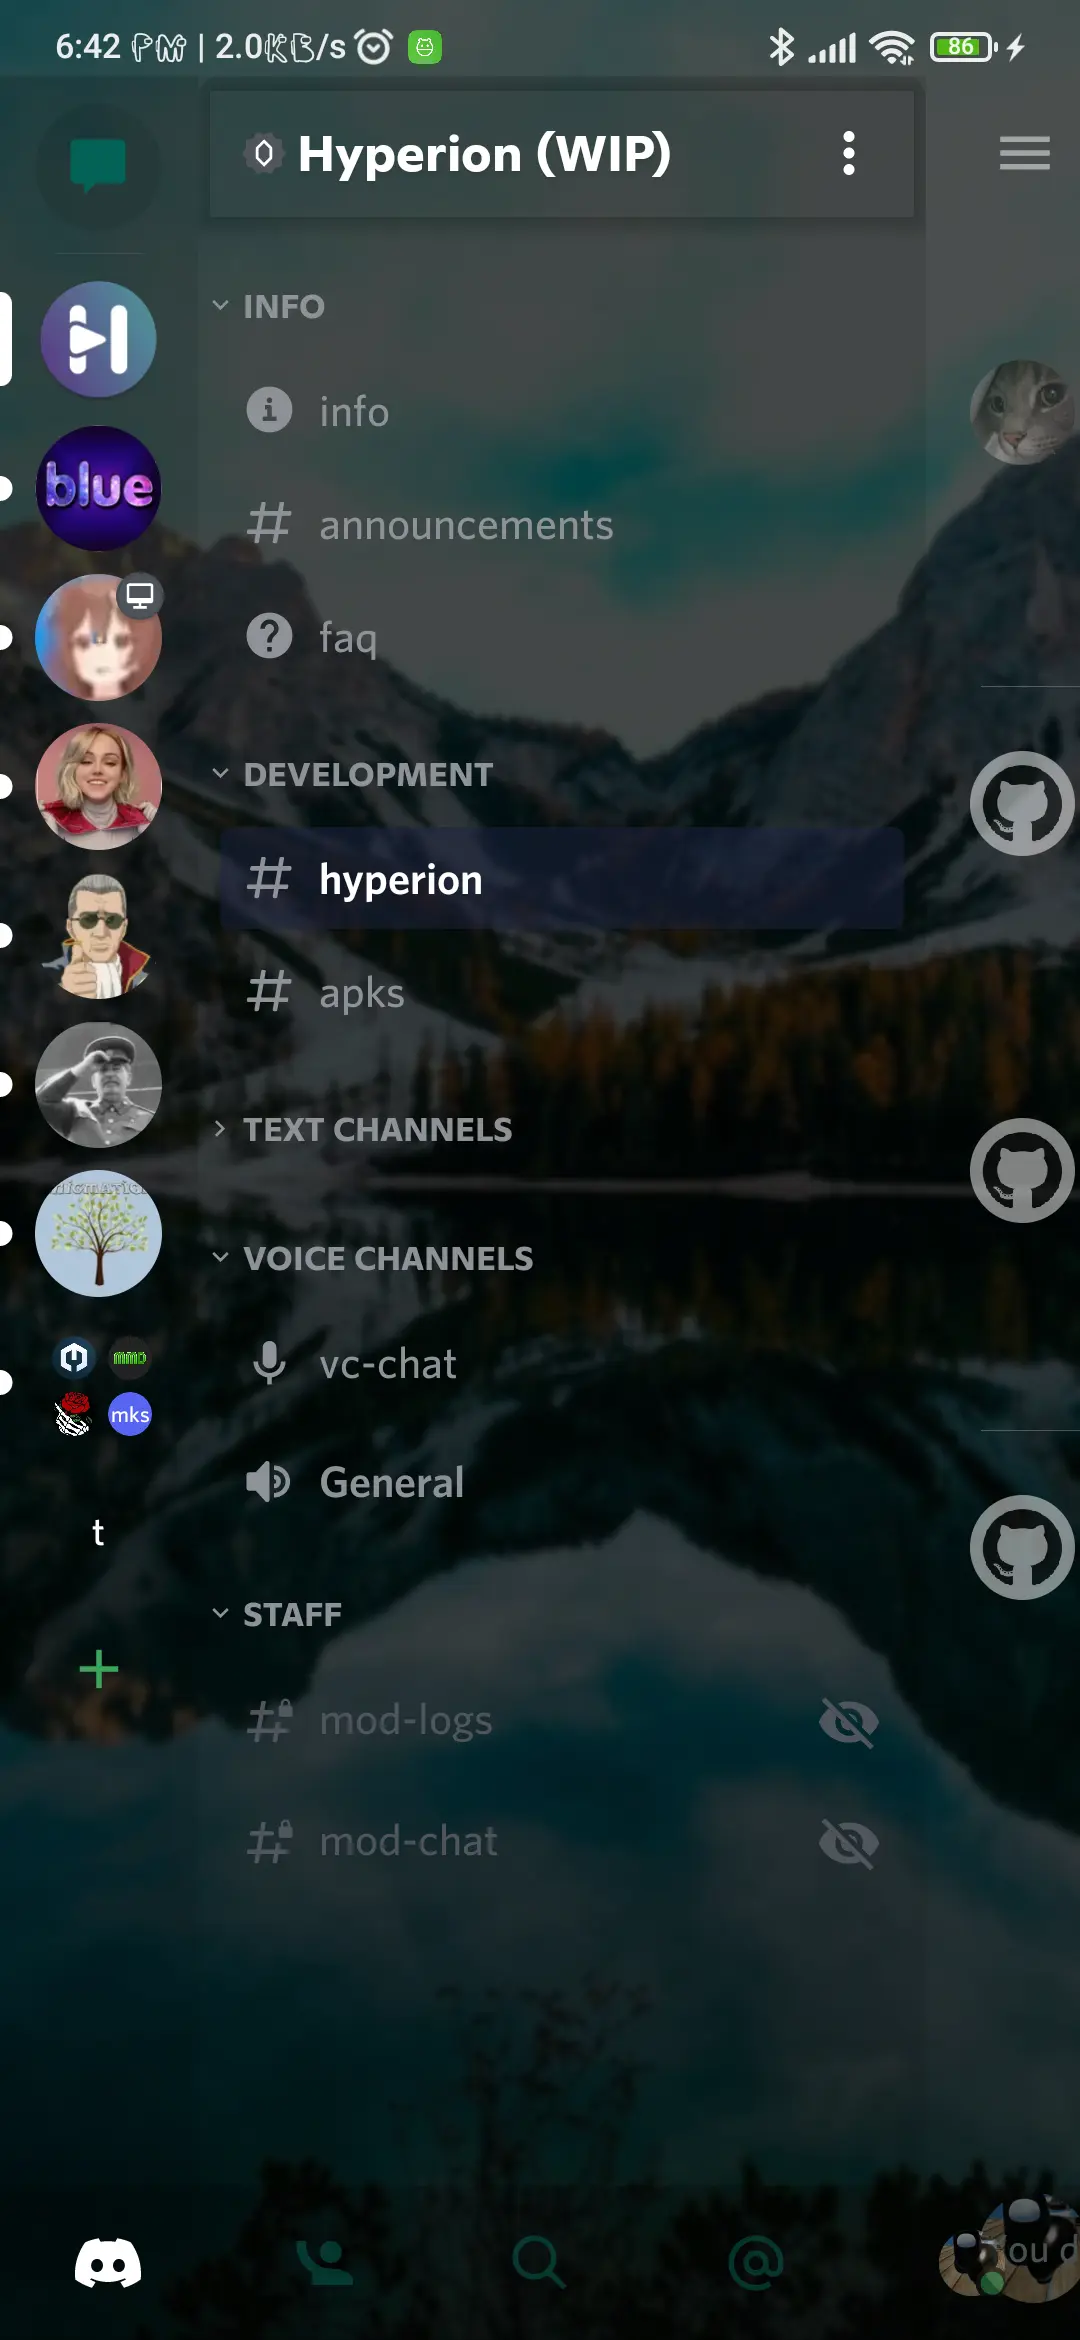 6:42 PM | 2.0KB/s
86
Hyperion (WIP)
INFO
info
announcements
faq
DEVELOPMENT
hyperion
apks
TEXT CHANNELS
VOICE CHANNELS
vc-chat
General
STAFF
mod-logs
mod-chat
blue
mks
t
You d